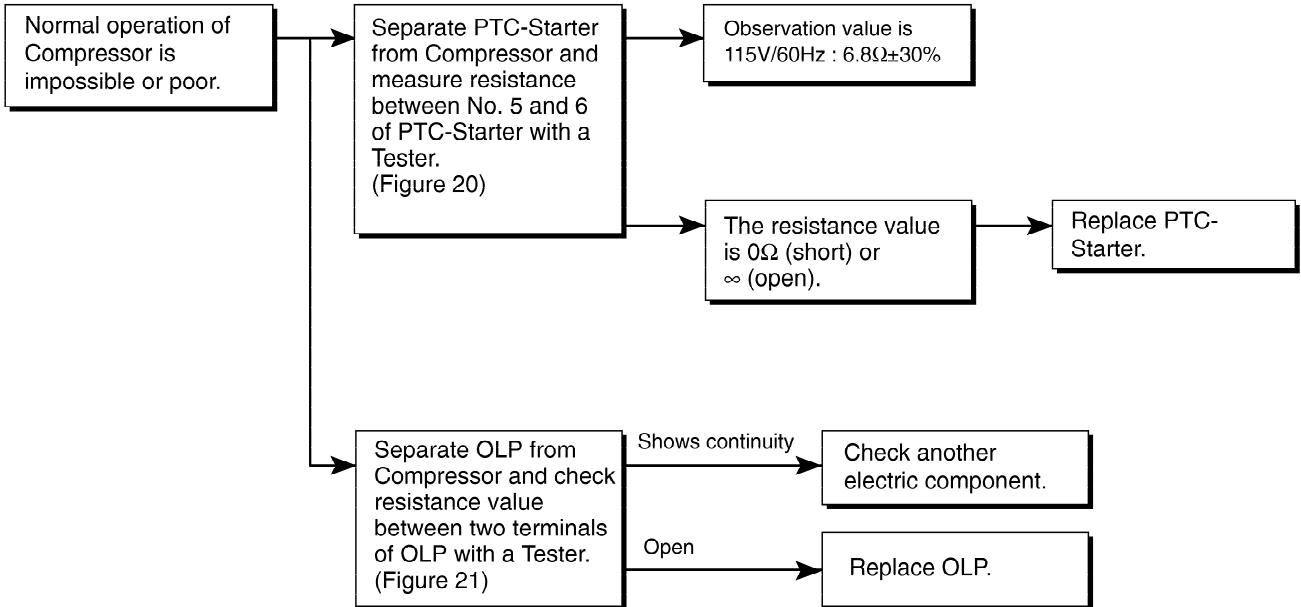 Normal operation of
Compressor is
impossible or poor.
Separate PTC-Starter
from Compressor and
measure resistance
between No. 5 and 6
of PTC-Starter with a
Tester.
(Figure 20)
Observation value is
115V/60Hz : 6.8Ω±30%
The resistance value
is 0Ω (short) or
∞ (open).
Replace PTC-
Starter.
Separate OLP from
Compressor and check
resistance value
between two terminals
of OLP with a Tester.
(Figure 21)
Shows continuity
Check another
electric component.
Open
Replace OLP.